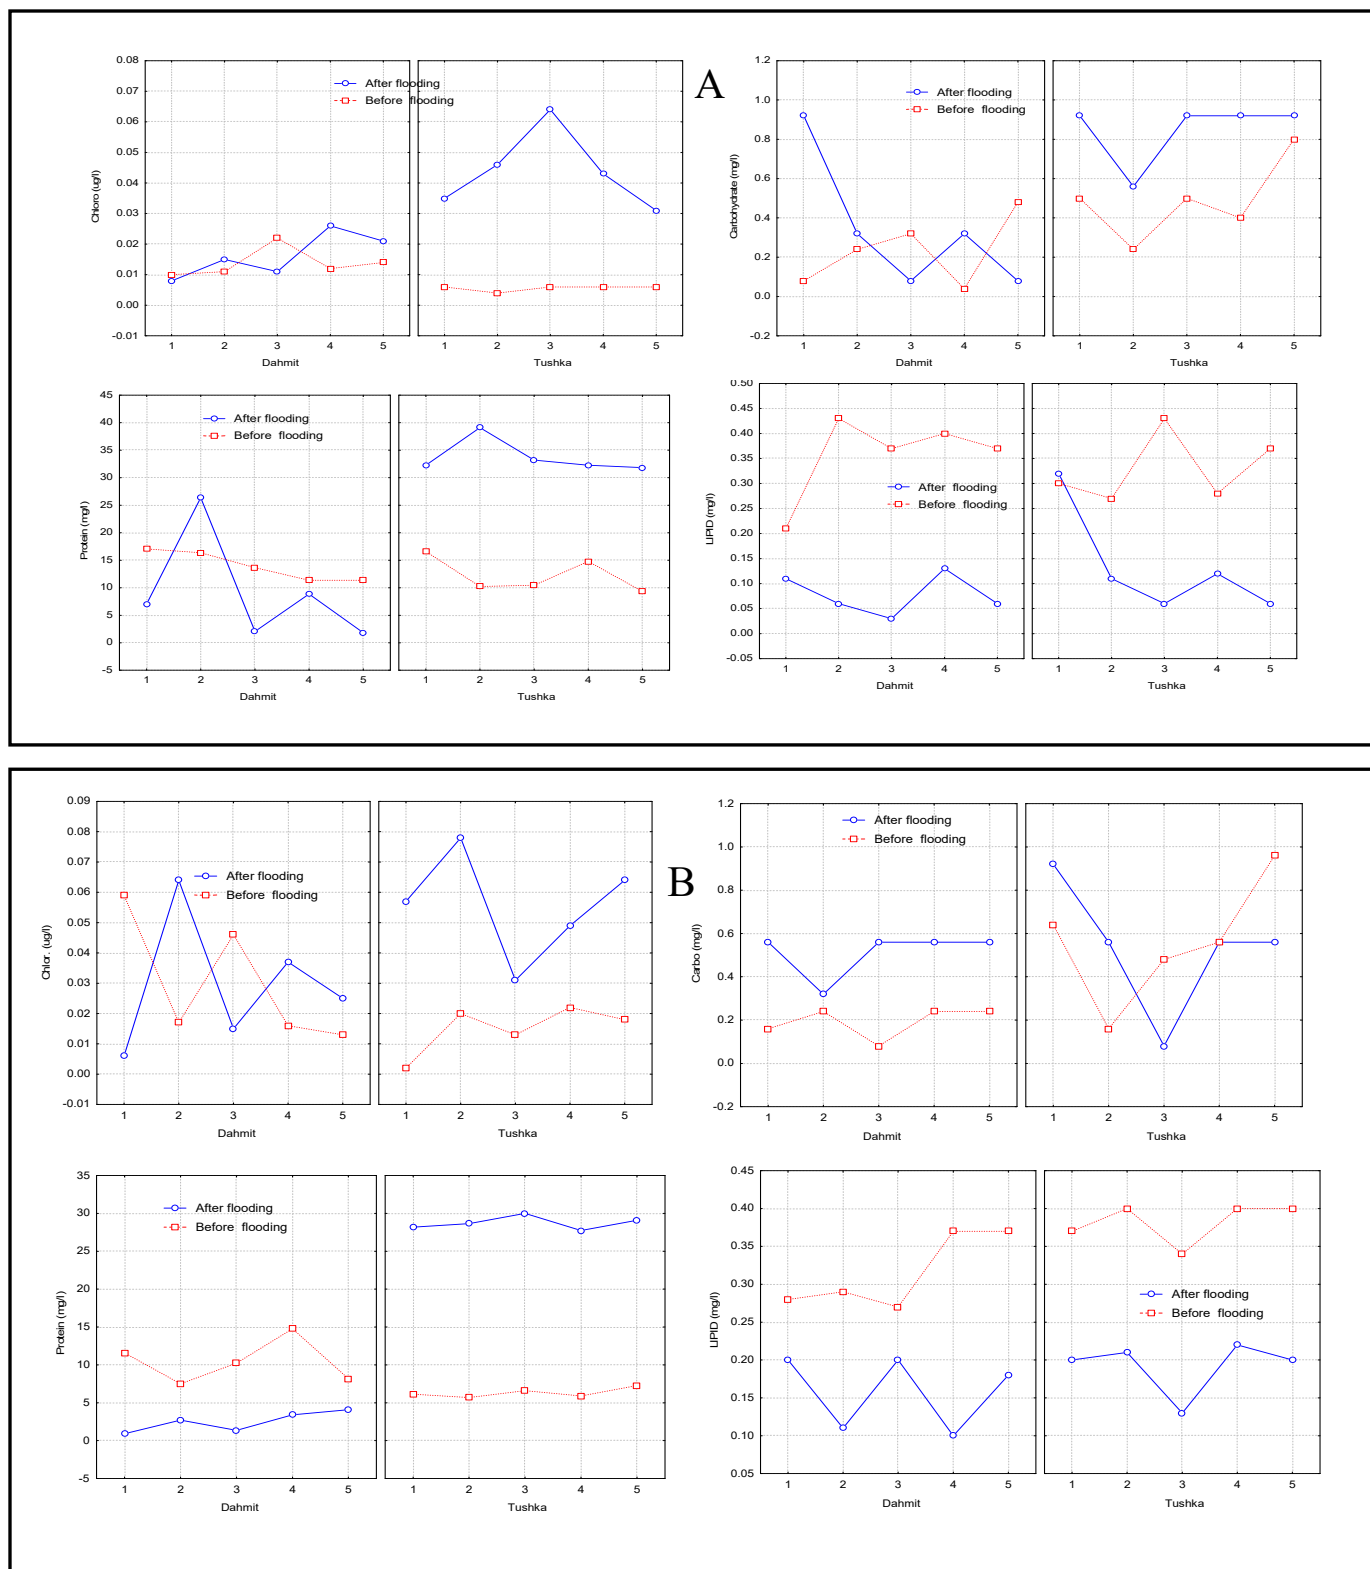 A
0.08
0.07
0.06
0.05
0.04
0.03
0.02
0.01
0.00
-0.01
Chloro (ug/l)
After flooding
Before flooding
1 2 3 4 5
Dahmit
1 2 3 4 5
Tushka
1.2
1.0
0.8
0.6
0.4
0.2
0.0
-0.2
Carbohydrate (mg/l)
After flooding
Before flooding
1 2 3 4 5
Dahmit
1 2 3 4 5
Tushka
45
40
35
30
25
20
15
10
5
0
-5
Protein (mg/l)
After flooding
Before flooding
1 2 3 4 5
Dahmit
1 2 3 4 5
Tushka
0.50
0.45
0.40
0.35
0.30
0.25
0.20
0.15
0.10
0.05
0.00
-0.05
LIPID (mg/l)
After flooding
Before flooding
1 2 3 4 5
Dahmit
1 2 3 4 5
Tushka
B
0.09
0.08
0.07
0.06
0.05
0.04
0.03
0.02
0.01
0.00
-0.01
Chlor. (ug/l)
After flooding
Before flooding
1 2 3 4 5
Dahmit
1 2 3 4 5
Tushka
1.2
1.0
0.8
0.6
0.4
0.2
0.0
-0.2
Carbo (mg/l)
After flooding
Before flooding
1 2 3 4 5
Dahmit
1 2 3 4 5
Tushka
35
30
25
20
15
10
5
0
-5
Protein (mg/l)
After flooding
Before flooding
1 2 3 4 5
Dahmit
1 2 3 4 5
Tushka
0.45
0.40
0.35
0.30
0.25
0.20
0.15
0.10
0.05
LIPID (mg/l)
After flooding
Before flooding
1 2 3 4 5
Dahmit
1 2 3 4 5
Tushka